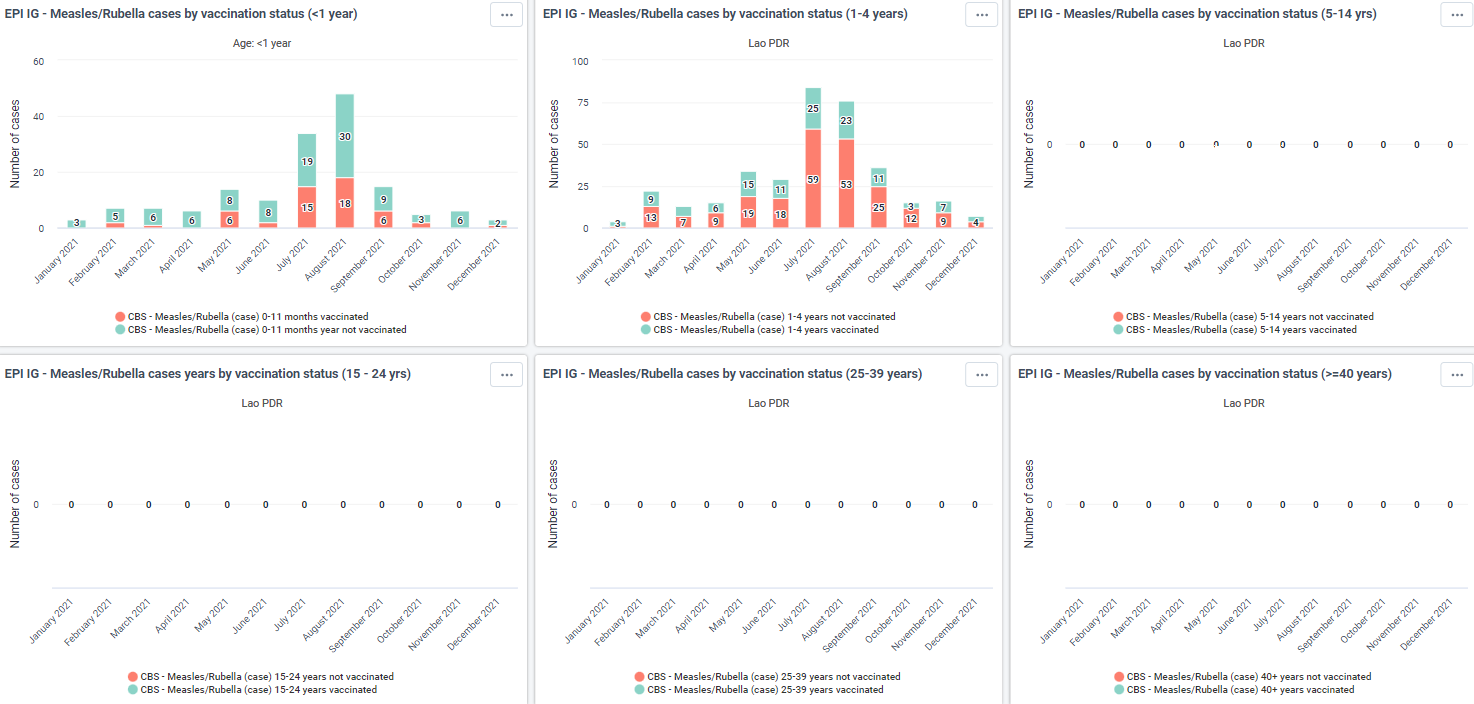 EPI IG - Measles/Rubella cases by vaccination status (<1 year)
...
Age: <1 year
Number of cases
60
40
20
0
3
5
6
6
8
6
8
19
15
30
18
9
6
3
6
2
January 2021
February 2021
March 2021
April 2021
May 2021
June 2021
July 2021
August 2021
September 2021
October 2021
November 2021
December 2021
CBS - Measles/Rubella (case) 0-11 months vaccinated
CBS - Measles/Rubella (case) 0-11 months year not vaccinated
EPI IG - Measles/Rubella cases by vaccination status (1-4 years)
...
Lao PDR
Number of cases
100
75
50
25
0
3
9
13
7
6
9
15
19
11
18
25
59
23
53
11
25
3
12
7
9
4
January 2021
February 2021
March 2021
April 2021
May 2021
June 2021
July 2021
August 2021
September 2021
October 2021
November 2021
December 2021
CBS - Measles/Rubella (case) 1-4 years not vaccinated
CBS - Measles/Rubella (case) 1-4 years vaccinated
EPI IG - Measles/Rubella cases by vaccination status (5-14 yrs)
...
Lao PDR
Number of cases
0
0 0 0 0 0 0 0 0 0 0 0 0
January 2021
February 2021
March 2021
April 2021
May 2021
June 2021
July 2021
August 2021
September 2021
October 2021
November 2021
December 2021
CBS - Measles/Rubella (case) 5-14 years not vaccinated
CBS - Measles/Rubella (case) 5-14 years vaccinated
EPI IG - Measles/Rubella cases years by vaccination status (15 - 24 yrs)
...
Lao PDR
Number of cases
0
0 0 0 0 0 0 0 0 0 0 0 0
January 2021
February 2021
March 2021
April 2021
May 2021
June 2021
July 2021
August 2021
September 2021
October 2021
November 2021
December 2021
CBS - Measles/Rubella (case) 15-24 years not vaccinated
CBS - Measles/Rubella (case) 15-24 years vaccinated
EPI IG - Measles/Rubella cases by vaccination status (25-39 years)
...
Lao PDR
Number of cases
0
0 0 0 0 0 0 0 0 0 0 0 0
January 2021
February 2021
March 2021
April 2021
May 2021
June 2021
July 2021
August 2021
September 2021
October 2021
November 2021
December 2021
CBS - Measles/Rubella (case) 25-39 years not vaccinated
CBS - Measles/Rubella (case) 25-39 years vaccinated
EPI IG - Measles/Rubella cases by vaccination status (>=40 years)
...
Lao PDR
Number of cases
0
0 0 0 0 0 0 0 0 0 0 0 0
January 2021
February 2021
March 2021
April 2021
May 2021
June 2021
July 2021
August 2021
September 2021
October 2021
November 2021
December 2021
CBS - Measles/Rubella (case) 40+ years not vaccinated
CBS - Measles/Rubella (case) 40+ years vaccinated